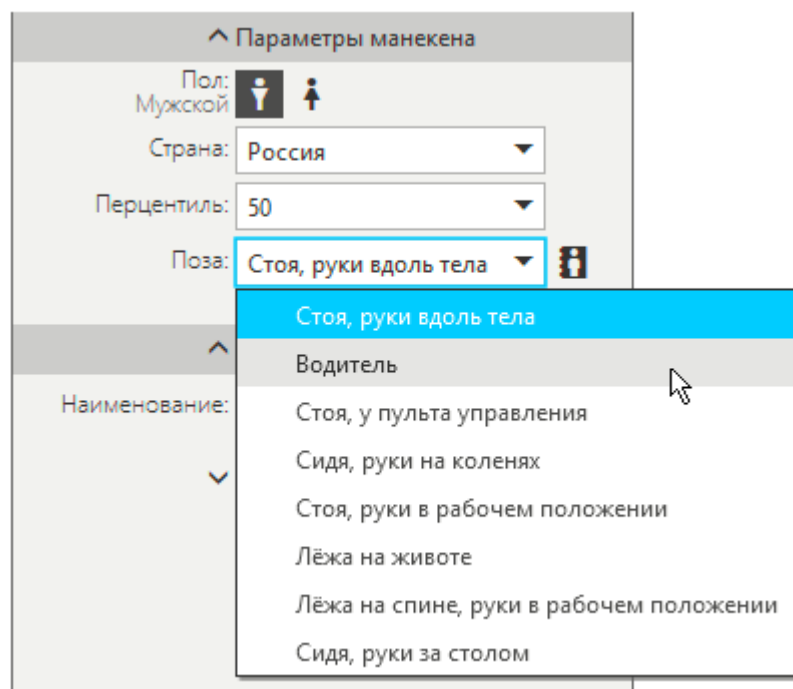 Параметры манекена
Пол:
Мужской
Страна: Россия
Перцентиль: 50
Поза: Стоя, руки вдоль тела
Стоя, руки вдоль тела
Водитель
Наименование:
Стоя, у пульта управления
Сидя, руки на коленях
Стоя, руки в рабочем положении
Лёжа на животе
Лёжа на спине, руки в рабочем положении
Сидя, руки за столом